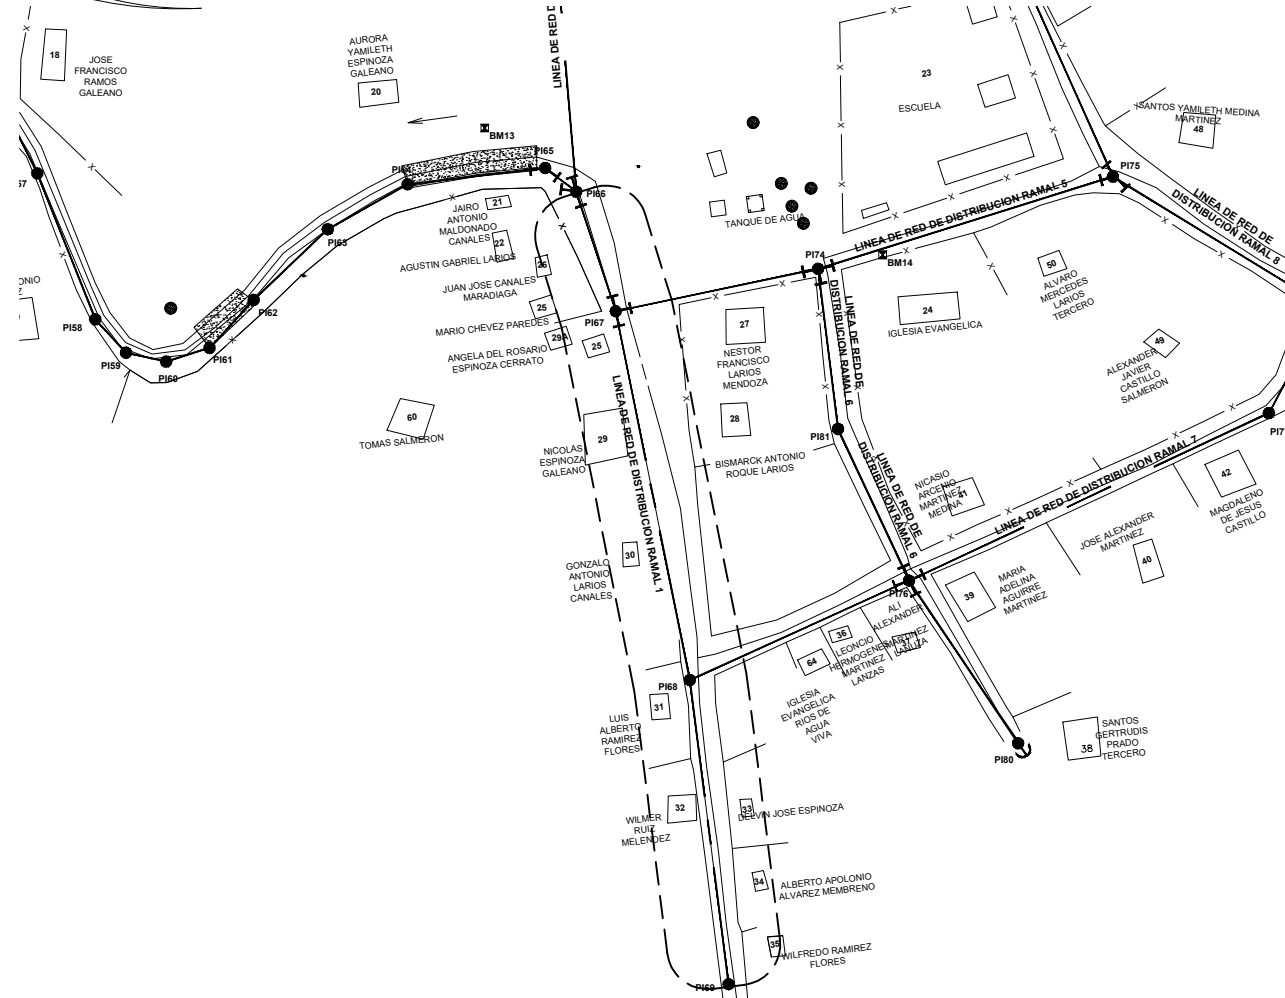 18
JOSE
FRANCISCO
RAMOS
GALEANO
AURORA
YAMILETH
ESPINOZA
GALEANO
20
BM13
LINEA DE RED D
23
ESCUELA
SANTOS YAMILETH MEDINA
MARTINEZ
48
PI75
57
PI64
PI65
PI66
21
JAIRO
ANTONIO
MALDONADO
CANALES
22
AGUSTIN GABRIEL LARIOS
26
JUAN JOSE CANALES
MARADIAGA
25
MARIO CHEVEZ PAREDES
29A
ANGELA DEL ROSARIO
ESPINOZA CERRATO
25
PI67
TANQUE DE AGUA
PI74
LINEA DE RED DE DISTRIBUCION RAMAL 5
BM14
LINEA DE RED DE
DISTRIBUCION RAMAL 8
50
ALVARO
MERCEDES
LARIOS
TERCERO
24
IGLESIA EVANGELICA
49
ALEXANDER
JAVIER
CASTILLO
SALMERON
PI63
PI62
PI61
PI60
PI59
PI58
ONIO
Z
60
TOMAS SALMERON
27
NESTOR
FRANCISCO
LARIOS
MENDOZA
LINEA DE RED DE
DISTRIBUCION RAMAL 6
28
BISMARCK ANTONIO
ROQUE LARIOS
PI81
29
NICOLAS
ESPINOZA
GALEANO
LINEA DE RED DE DISTRIBUCION RAMAL 1
LINEA DE RED DE
DISTRIBUCION RAMAL 6
NICASIO
ARCENIO
MARTINEZ
MEDINA
41
LINEA DE RED DE DISTRIBUCION RAMAL 7
PI7
42
MAGDALENO
DE JESUS
CASTILLO
JOSE ALEXANDER
MARTINEZ
40
30
GONZALO
ANTONIO
LARIOS
CANALES
PI76
39
MARIA
ADELINA
AGUIRRE
MARTINEZ
ALI
ALEXANDER
MARTINEZ
LANUZA
37
36
LEONCIO
HERMOGENES
MARTINEZ
LANZAS
64
IGLESIA
EVANGELICA
RIOS DE
AGUA
VIVA
PI68
31
LUIS
ALBERTO
RAMIREZ
FLORES
PI80
38
SANTOS
GERTRUDIS
PRADO
TERCERO
32
WILMER
RUIZ
MELENDEZ
33
DELVIN JOSE ESPINOZA
34
ALBERTO APOLONIO
ALVAREZ MEMBRENO
35
WILFREDO RAMIREZ
FLORES
PI69